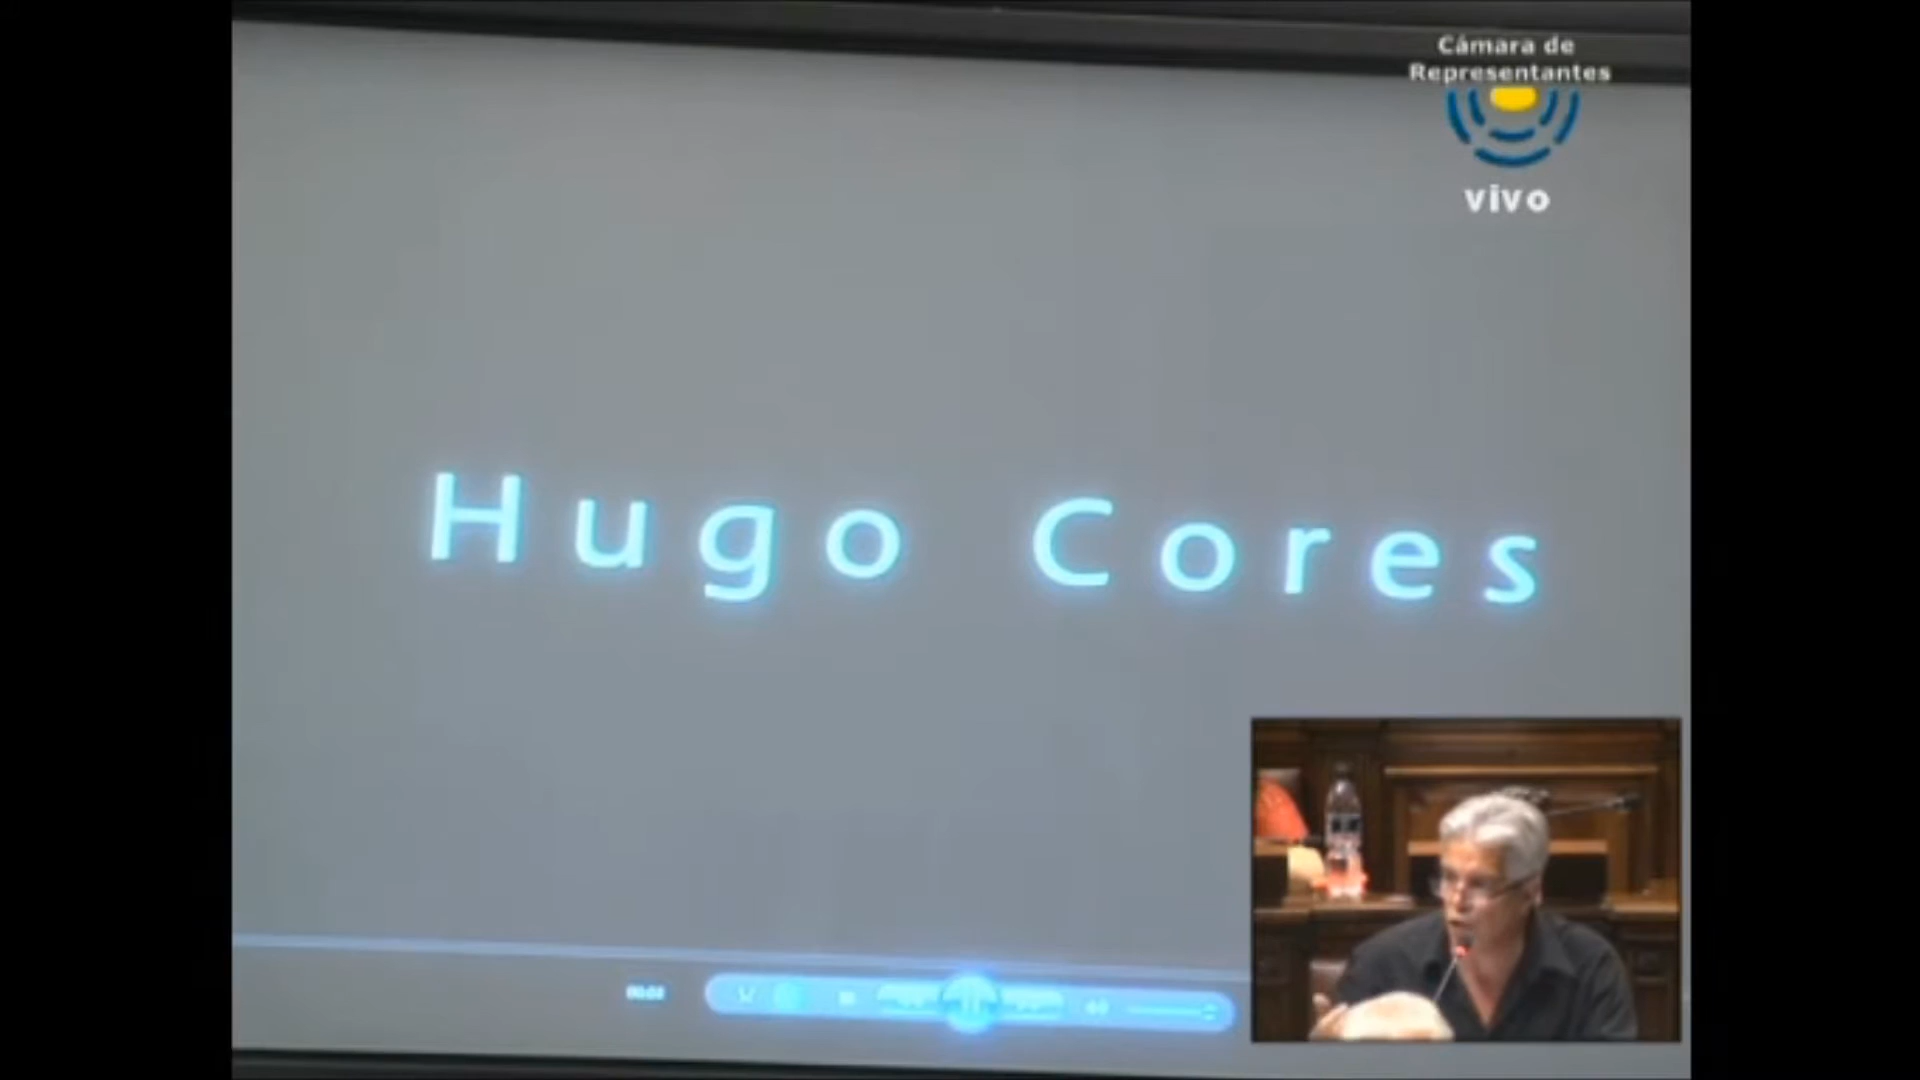 Cámara de
Representantes
vivo
Hugo Cores